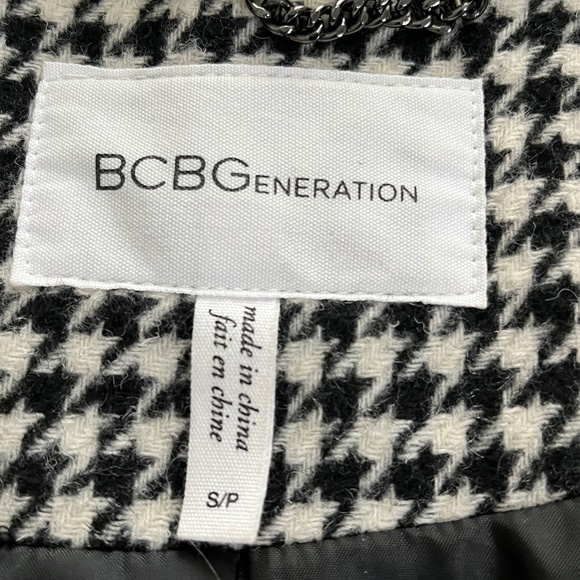 BCBGENERATION
made in china
fait en chine
S/P